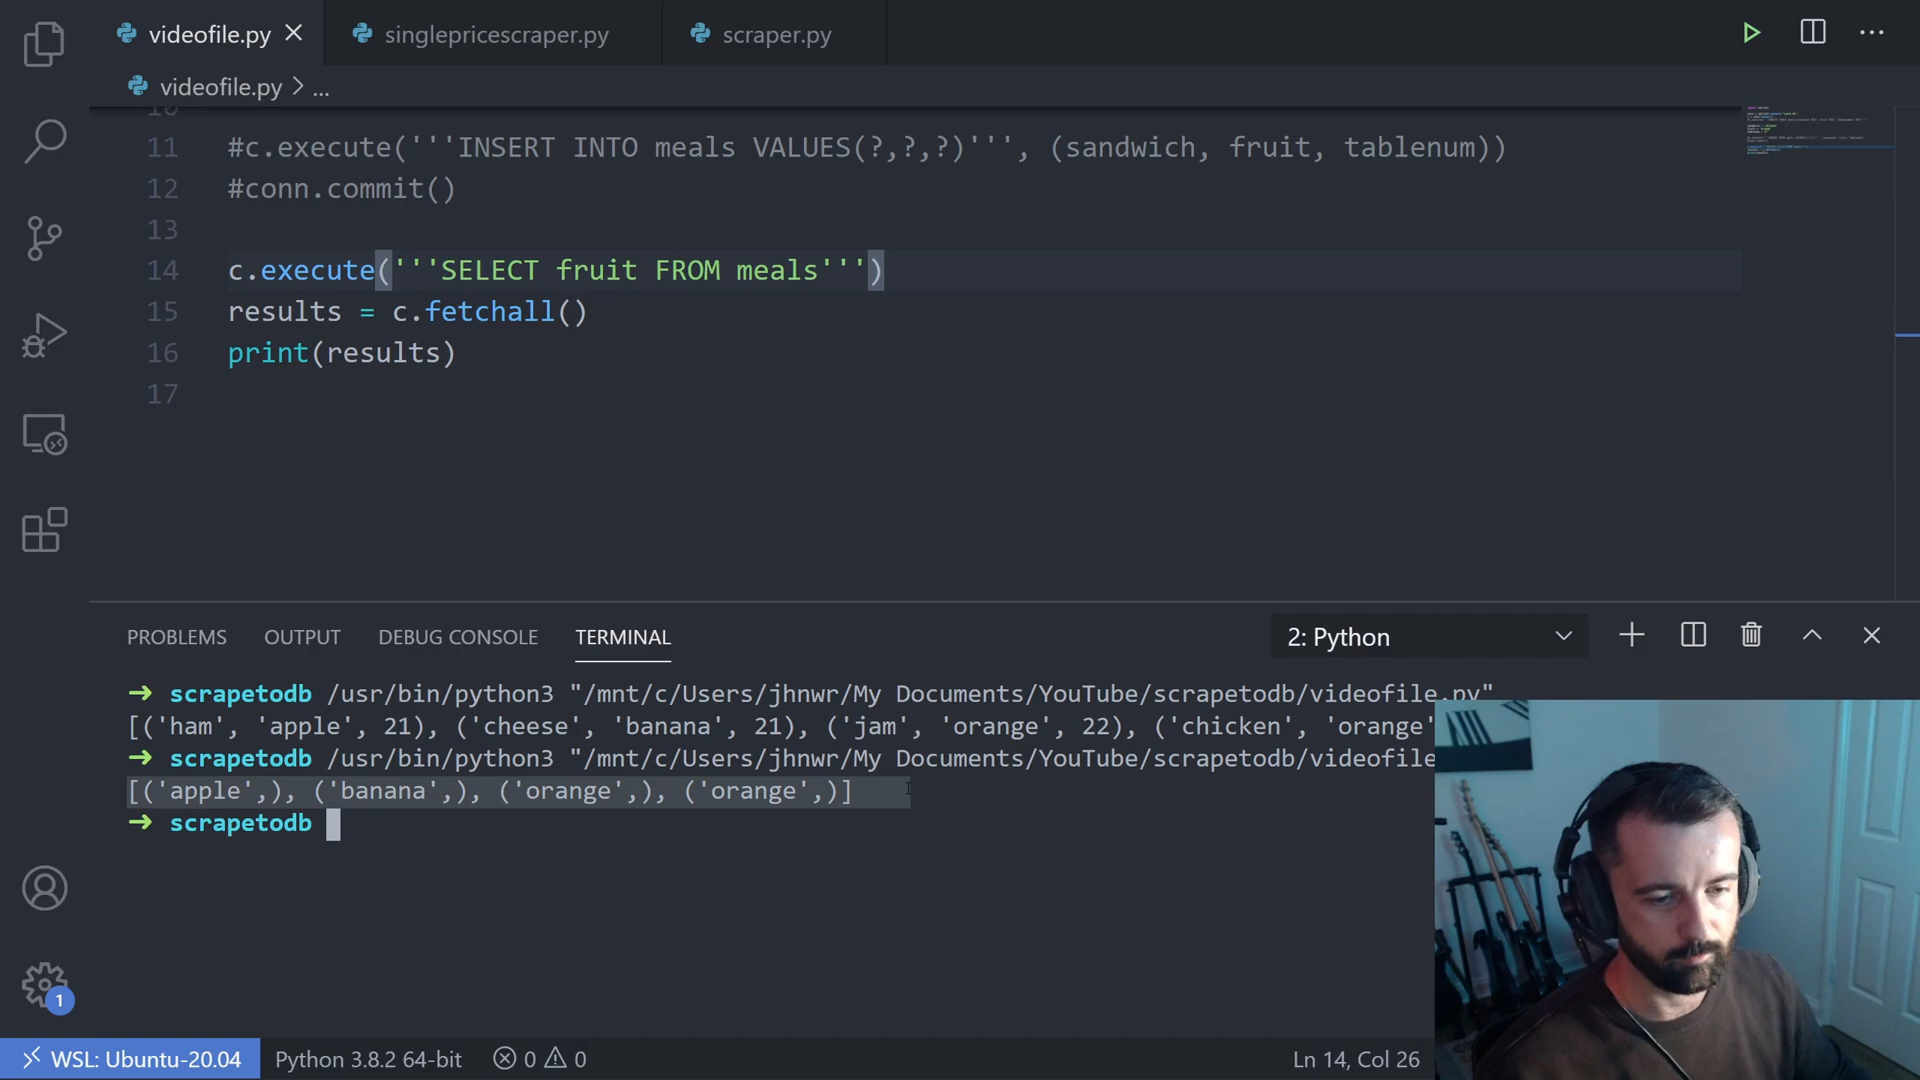 videofile.py
singlepricescraper.py
scraper.py
videofile.py > ...
10
11 #c.execute('''INSERT INTO meals VALUES(?,?,?)''', (sandwich, fruit, tablenum))
12 #conn.commit()
13
14 c.execute('''SELECT fruit FROM meals''')
15 results = c.fetchall()
16 print(results)
17
PROBLEMS OUTPUT DEBUG CONSOLE TERMINAL 2: Python
→ scrapetodb /usr/bin/python3 "/mnt/c/Users/jhnwr/My Documents/YouTube/scrapetodb/videofile.py"
[('ham', 'apple', 21), ('cheese', 'banana', 21), ('jam', 'orange', 22), ('chicken', 'orange'
→ scrapetodb /usr/bin/python3 "/mnt/c/Users/jhnwr/My Documents/YouTube/scrapetodb/videofile
[('apple',), ('banana',), ('orange',), ('orange',)]
→ scrapetodb
1
WSL: Ubuntu-20.04 Python 3.8.2 64-bit 0 0 Ln 14, Col 26